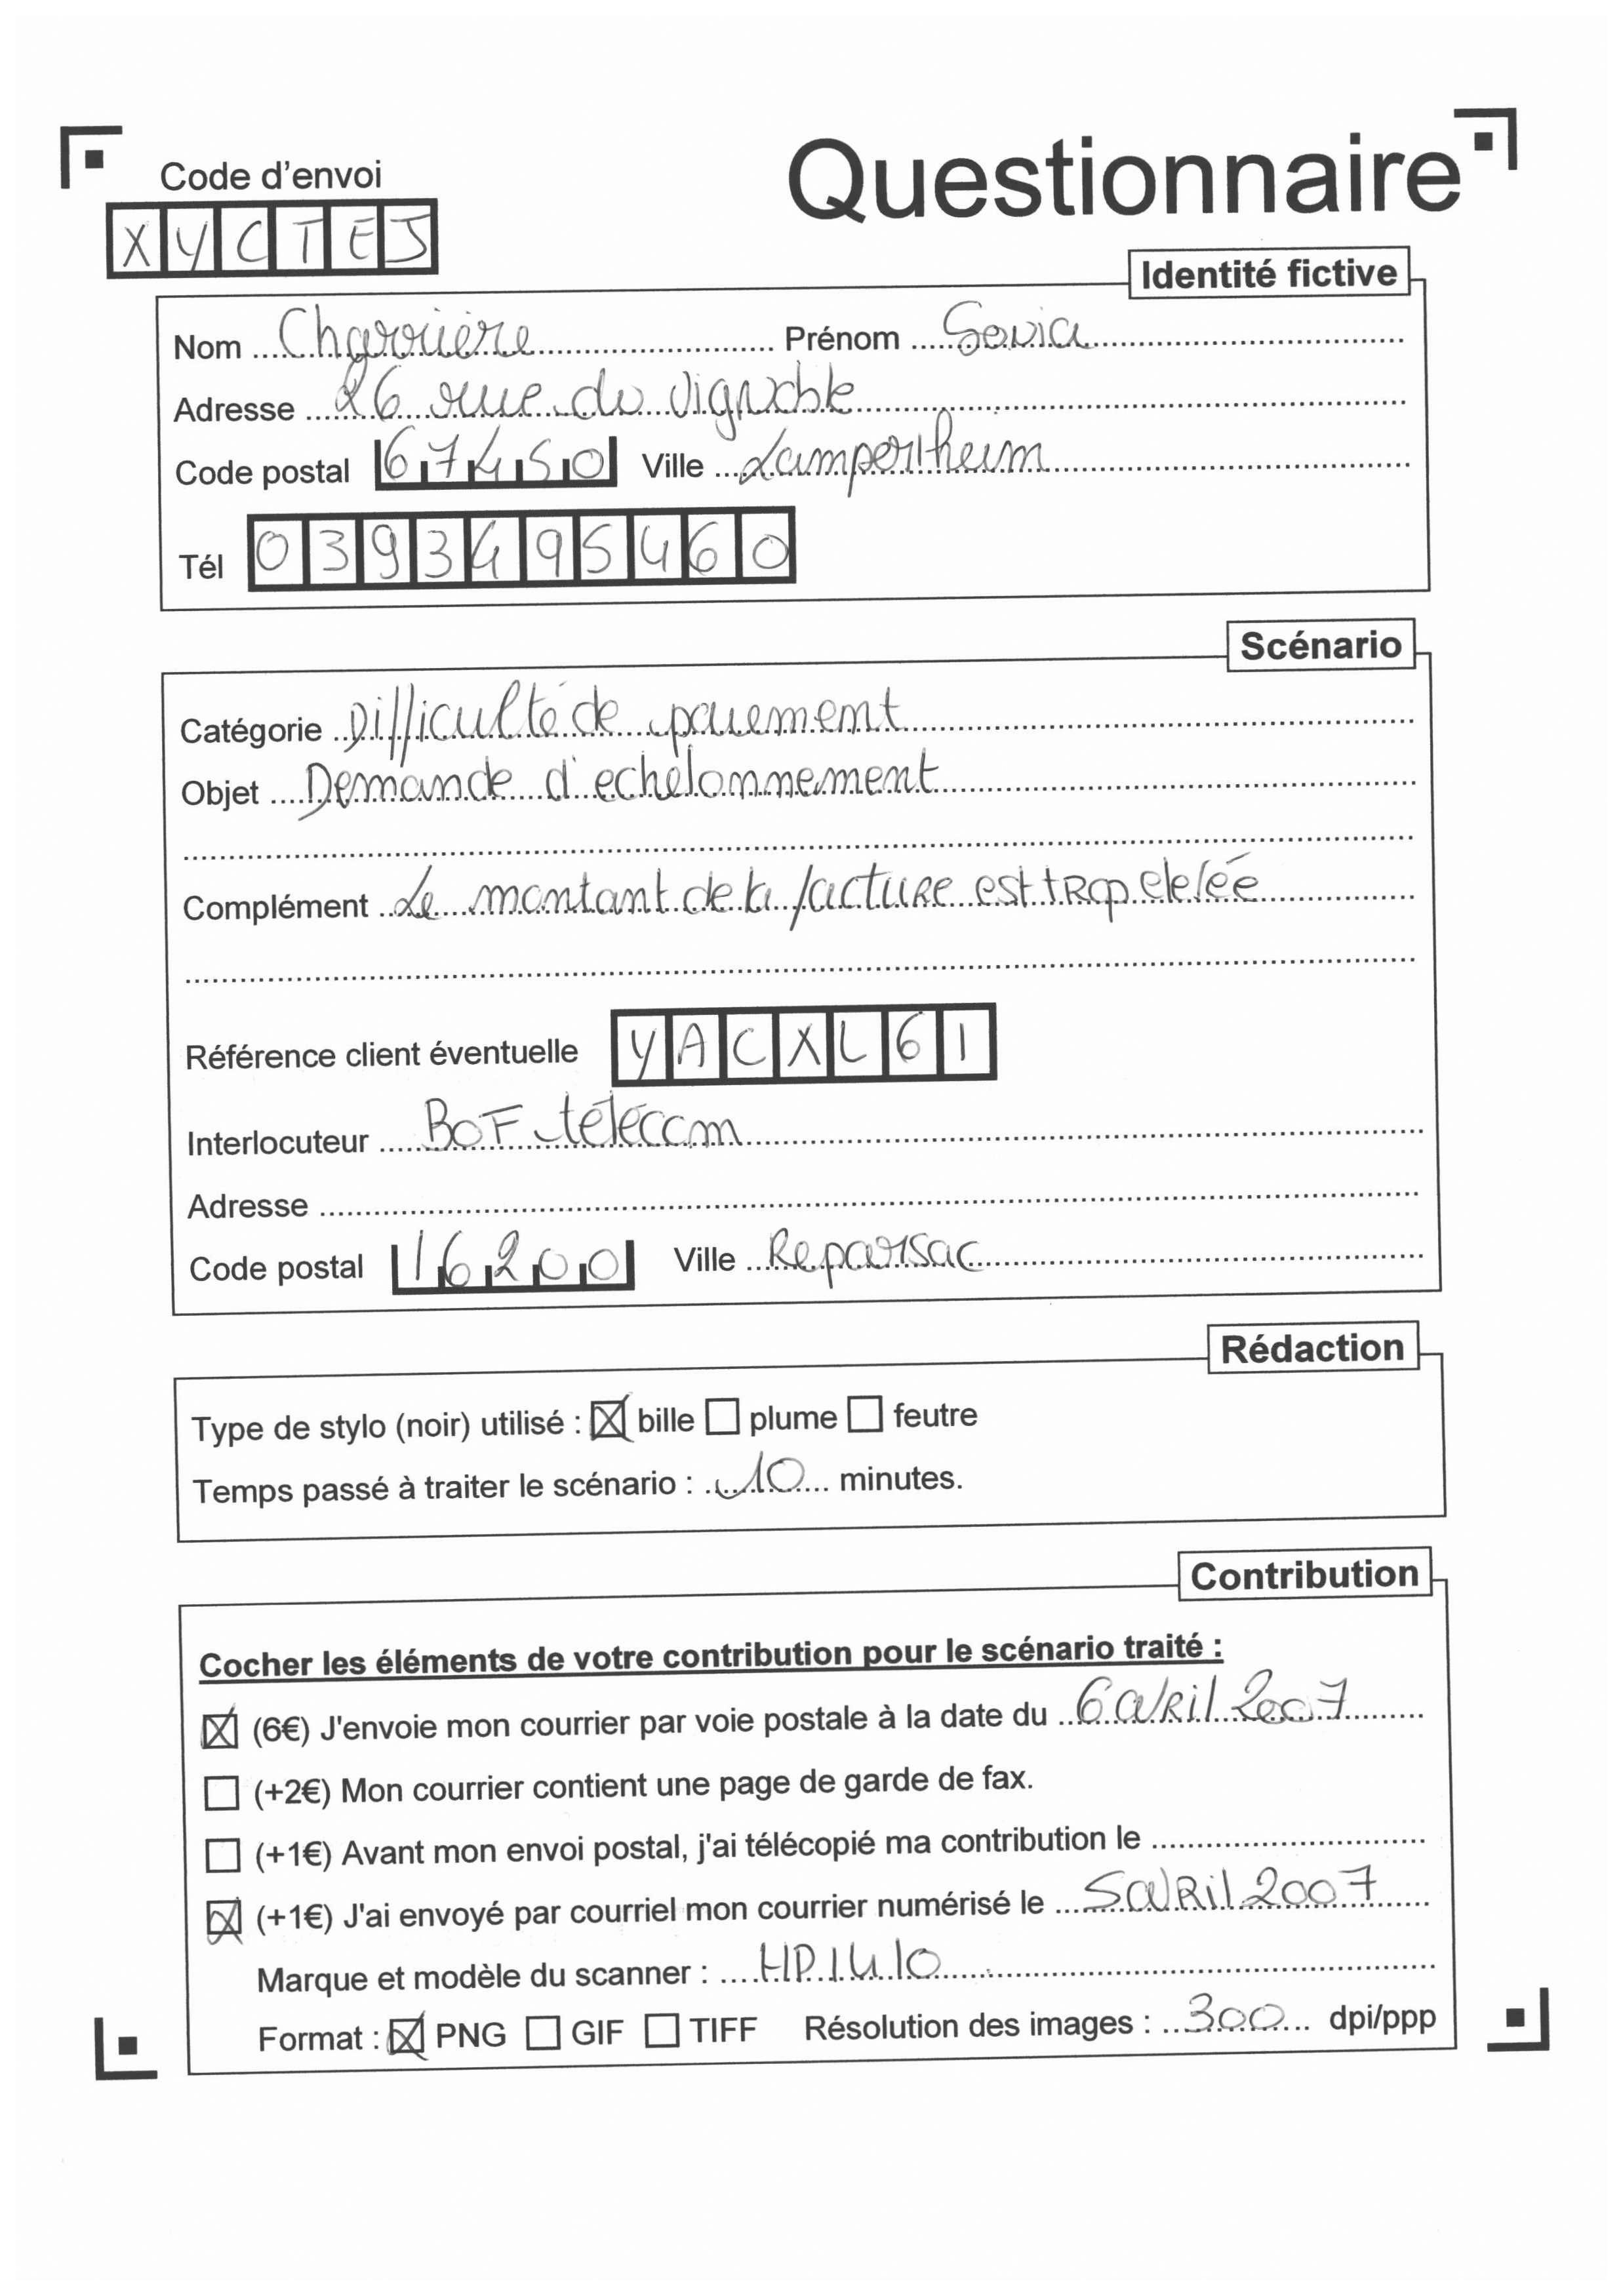 Code d'envoi
Questionnaire
XYCTEJ
Identité fictive
Nom Charrière Prénom Sonia
Adresse 26 rue du vignoble
Code postal 67450 Ville Lampertheim
Tél 0393495460
Scénario
Catégorie Difficulté de paiement
Objet Demande d'echelonnement
Complément Le montant de la facture est trop elevée
Référence client éventuelle YACXL61
Interlocuteur BOF télécom
Adresse
Code postal 16200 Ville Reparsac
Rédaction
Type de stylo (noir) utilisé : ☒ bille ☐ plume ☐ feutre
Temps passé à traiter le scénario : 10 minutes.
Contribution
Cocher les éléments de votre contribution pour le scénario traité :
☒ (6€) J'envoie mon courrier par voie postale à la date du 6 avril 2007
☐ (+2€) Mon courrier contient une page de garde de fax.
☐ (+1€) Avant mon envoi postal, j'ai télécopié ma contribution le
☒ (+1€) J'ai envoyé par courriel mon courrier numérisé le 5 avril 2007
Marque et modèle du scanner : HP1410
Format : ☒ PNG ☐ GIF ☐ TIFF Résolution des images : 300 dpi/ppp